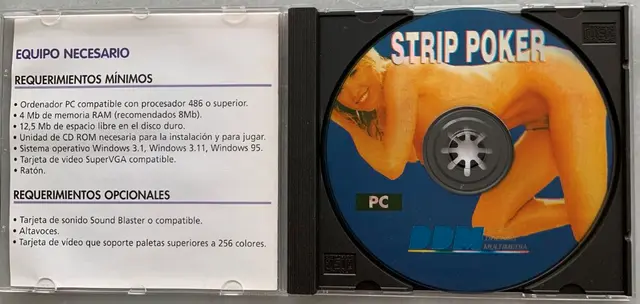 EQUIPO NECESARIO
REQUERIMIENTOS MÍNIMOS
• Ordenador PC compatible con procesador 486 o superior.
• 4 Mb de memoria RAM (recomendados 8Mb).
• 12,5 Mb de espacio libre en el disco duro.
• Unidad de CD ROM necesaria para la instalación y para jugar.
• Sistema operativo Windows 3.1, Windows 3.11, Windows 95.
• Tarjeta de video SuperVGA compatible.
• Ratón.
REQUERIMIENTOS OPCIONALES
• Tarjeta de sonido Sound Blaster o compatible.
• Altavoces.
• Tarjeta de video que soporte paletas superiores a 256 colores.
STRIP POKER
PC
MULTIMEDIA